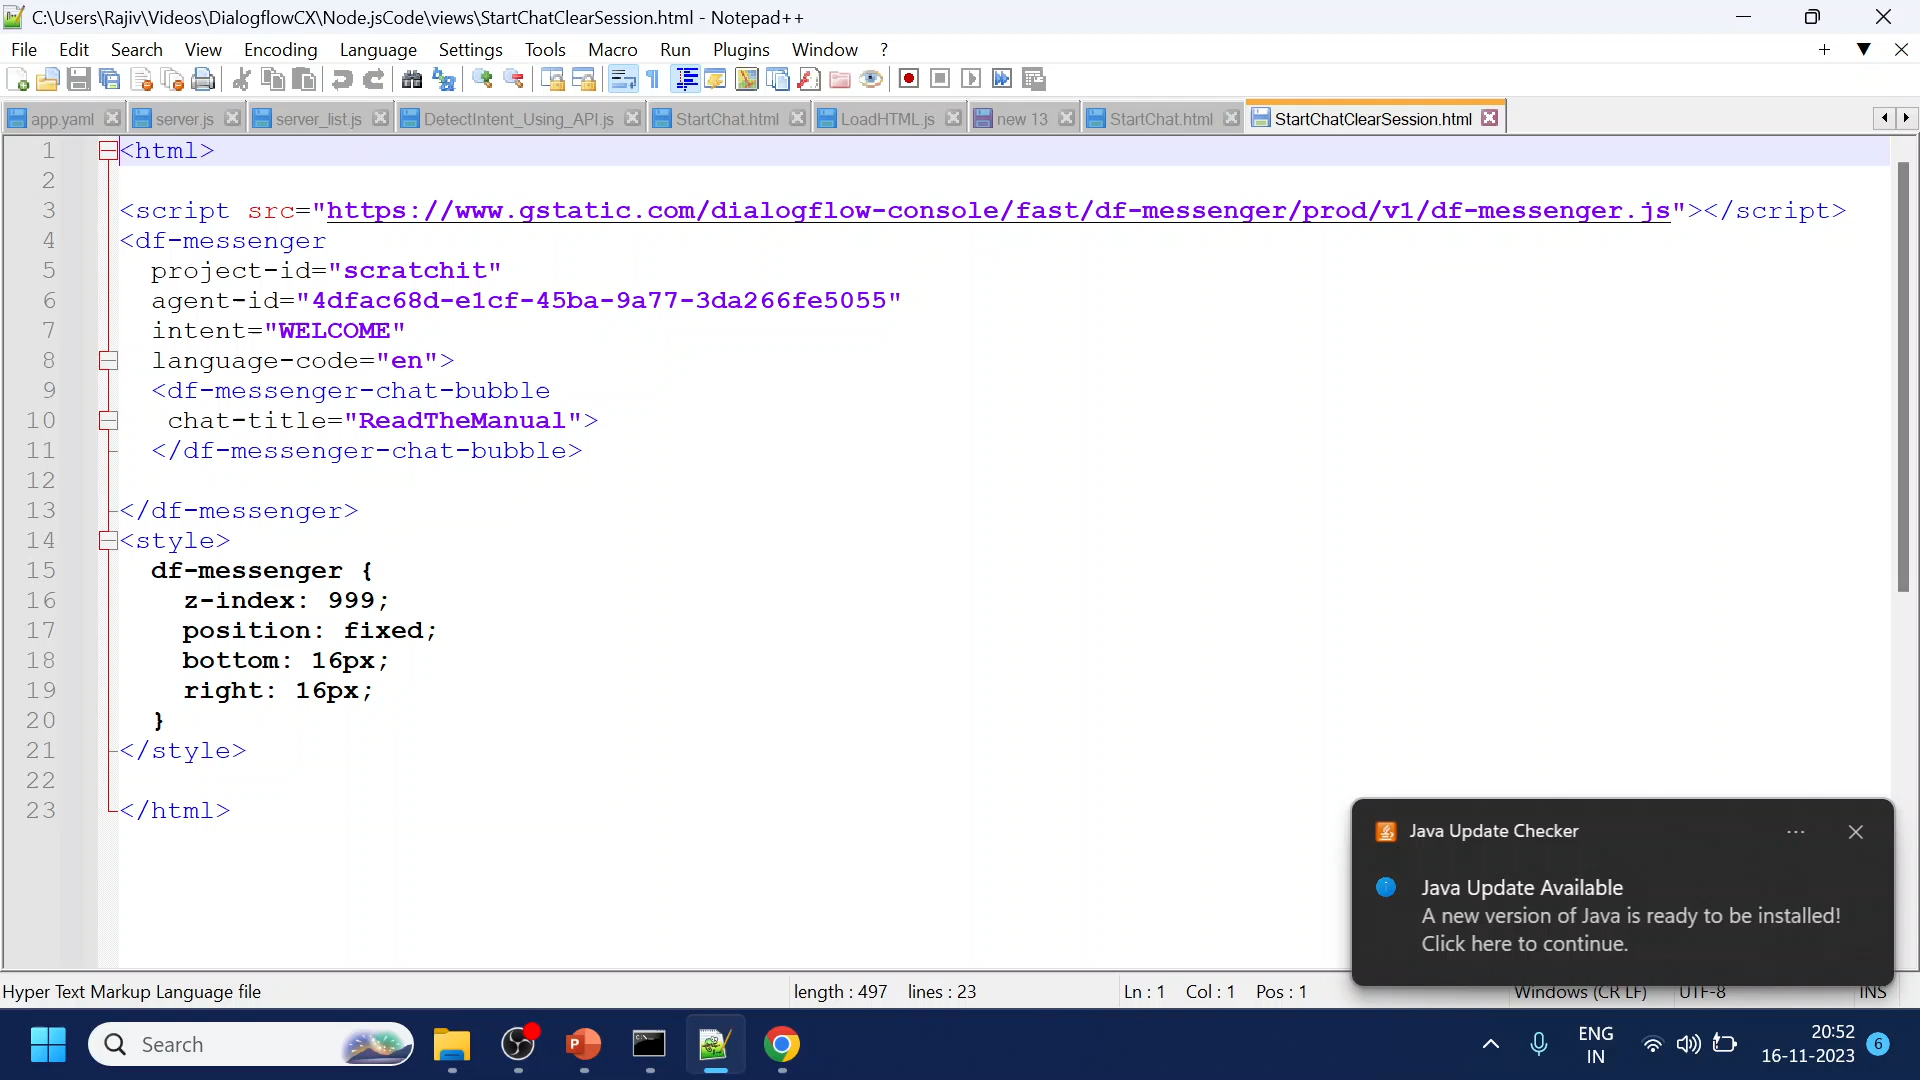 C:\Users\Rajiv\Videos\DialogflowCX\Node.jsCode\views\StartChatClearSession.html - Notepad++
File Edit Search View Encoding Language Settings Tools Macro Run Plugins Window ?
app.yaml server.js server_list.js DetectIntent_Using_API.js StartChat.html LoadHTML.js new 13 StartChat.html StartChatClearSession.html
1 <html>
2
3 <script src="https://www.gstatic.com/dialogflow-console/fast/df-messenger/prod/v1/df-messenger.js"></script>
4 <df-messenger
5 project-id="scratchit"
6 agent-id="4dfac68d-e1cf-45ba-9a77-3da266fe5055"
7 intent="WELCOME"
8 language-code="en">
9 <df-messenger-chat-bubble
10 chat-title="ReadTheManual">
11 </df-messenger-chat-bubble>
12
13 </df-messenger>
14 <style>
15 df-messenger {
16 z-index: 999;
17 position: fixed;
18 bottom: 16px;
19 right: 16px;
20 }
21 </style>
22
23 </html>
Java Update Checker
Java Update Available
A new version of Java is ready to be installed!
Click here to continue.
Hyper Text Markup Language file length : 497 lines : 23 Ln : 1 Col : 1 Pos : 1 Windows (CR LF) UTF-8 INS
Search
ENG
IN
20:52
16-11-2023
6